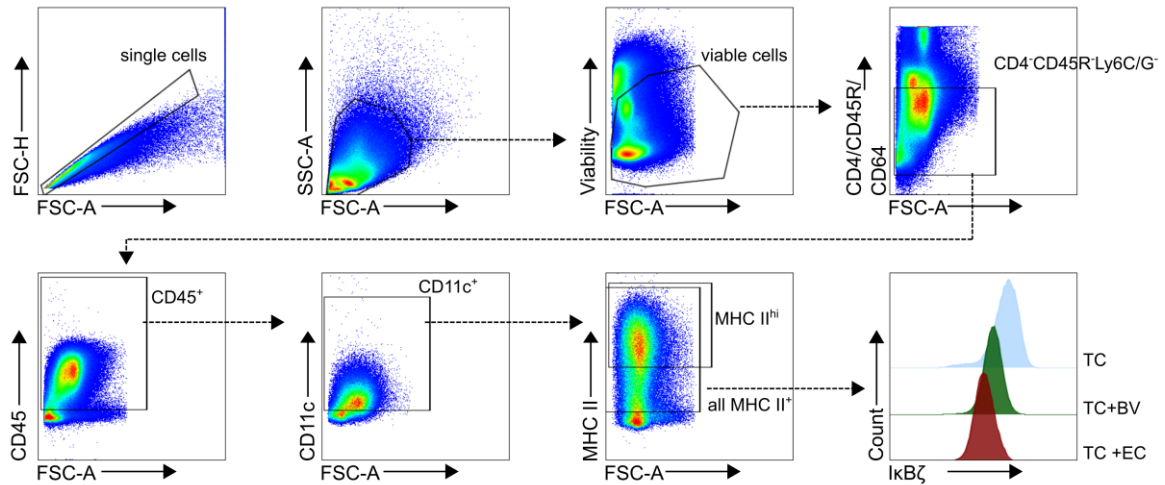 single cells
FSC-H
FSC-A
SSC-A
FSC-A
viable cells
Viability
FSC-A
CD4⁻CD45R⁻Ly6C/G⁻
CD4/CD45R/
CD64
FSC-A
CD45⁺
CD45
FSC-A
CD11c⁺
CD11c
FSC-A
MHC IIʰⁱ
all MHC II⁺
MHC II
FSC-A
TC
TC+BV
TC +EC
Count
IκBζ